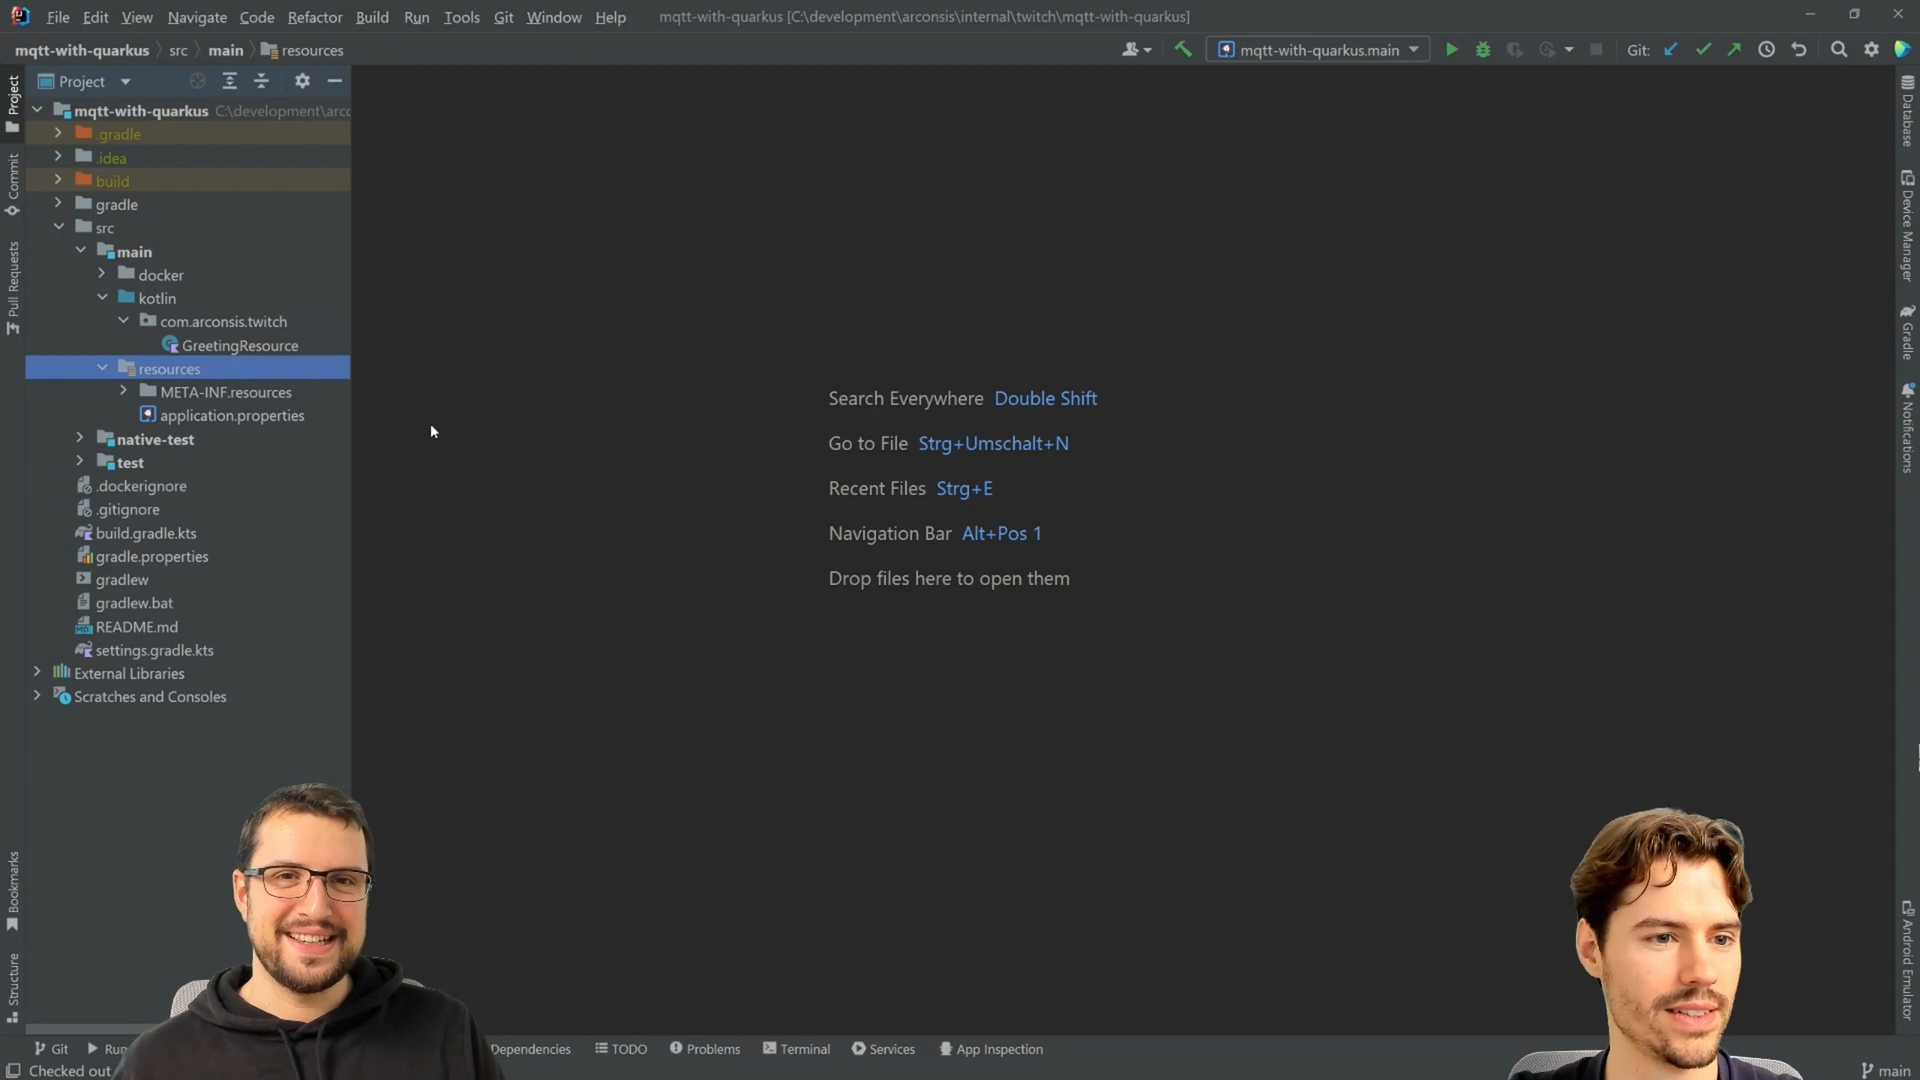 File Edit View Navigate Code Refactor Build Run Tools Git Window Help mqtt-with-quarkus [C:\development\arconsis\internal\twitch\mqtt-with-quarkus]
mqtt-with-quarkus src main resources mqtt-with-quarkus.main Git:
Project
mqtt-with-quarkus C:\development\arcc
.gradle
.idea
build
gradle
src
main
docker
kotlin
com.arconsis.twitch
GreetingResource
resources
META-INF.resources
application.properties
native-test
test
.dockerignore
.gitignore
build.gradle.kts
gradle.properties
gradlew
gradlew.bat
README.md
settings.gradle.kts
External Libraries
Scratches and Consoles
Search Everywhere Double Shift
Go to File Strg+Umschalt+N
Recent Files Strg+E
Navigation Bar Alt+Pos 1
Drop files here to open them
Project
Commit
Pull Requests
Bookmarks
Structure
Database
Device Manager
Gradle
Notifications
Android Emulator
Git Run Dependencies TODO Problems Terminal Services App Inspection
Checked out main